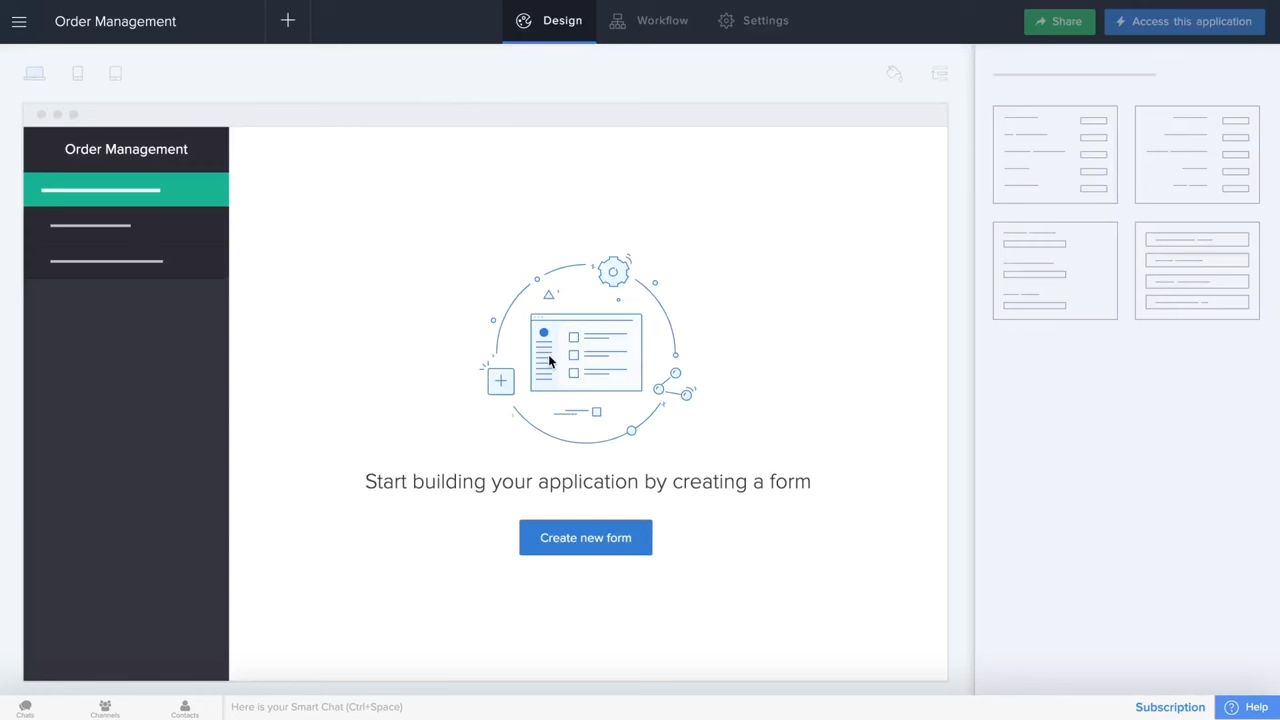 Order Management
Design
Workflow
Settings
Share
Access this application
Order Management
Start building your application by creating a form
Create new form
Chats
Channels
Contacts
Here is your Smart Chat (Ctrl+Space)
Subscription
Help